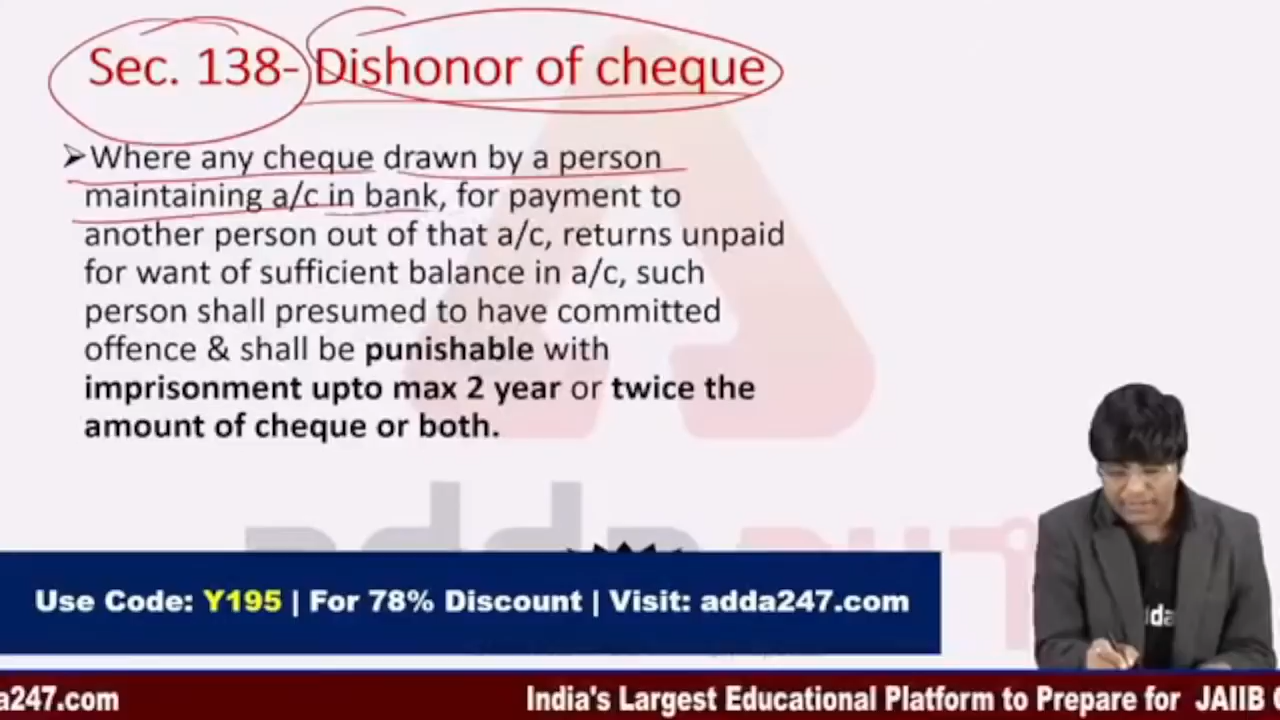 Sec. 138- Dishonor of cheque
➢Where any cheque drawn by a person
maintaining a/c in bank, for payment to
another person out of that a/c, returns unpaid
for want of sufficient balance in a/c, such
person shall presumed to have committed
offence & shall be punishable with
imprisonment upto max 2 year or twice the
amount of cheque or both.
Use Code: Y195 | For 78% Discount | Visit: adda247.com
da
a247.com India's Largest Educational Platform to Prepare for JAIIB